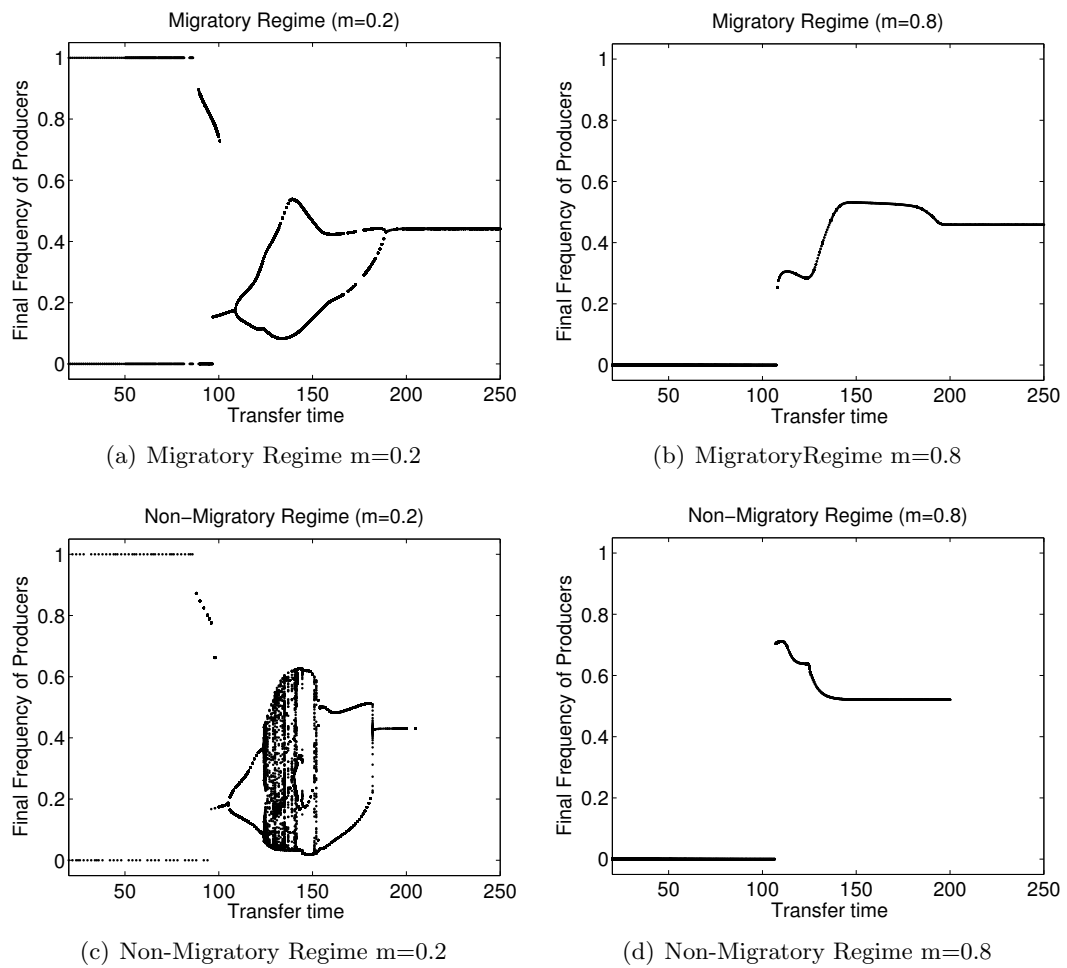 Migratory Regime (m=0.2)
1
0.8
0.6
0.4
0.2
0
Final Frequency of Producers
50
100
150
200
250
Transfer time
(a) Migratory Regime m=0.2
Migratory Regime (m=0.8)
1
0.8
0.6
0.4
0.2
0
Final Frequency of Producers
50
100
150
200
250
Transfer time
(b) MigratoryRegime m=0.8
Non−Migratory Regime (m=0.2)
1
0.8
0.6
0.4
0.2
0
Final Frequency of Producers
50
100
150
200
250
Transfer time
(c) Non-Migratory Regime m=0.2
Non−Migratory Regime (m=0.8)
1
0.8
0.6
0.4
0.2
0
Final Frequency of Producers
50
100
150
200
250
Transfer time
(d) Non-Migratory Regime m=0.8